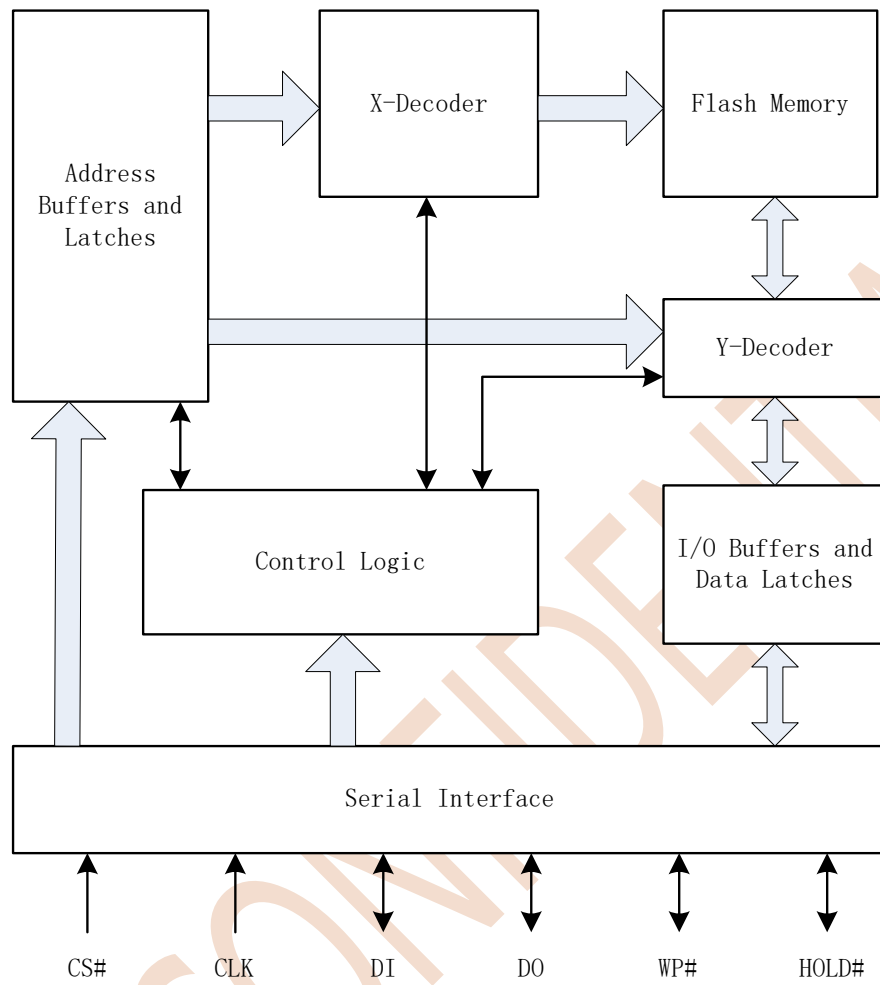 Address
Buffers and
Latches
X-Decoder
Flash Memory
Y-Decoder
Control Logic
I/O Buffers and
Data Latches
Serial Interface
CS#
CLK
DI
DO
WP#
HOLD#